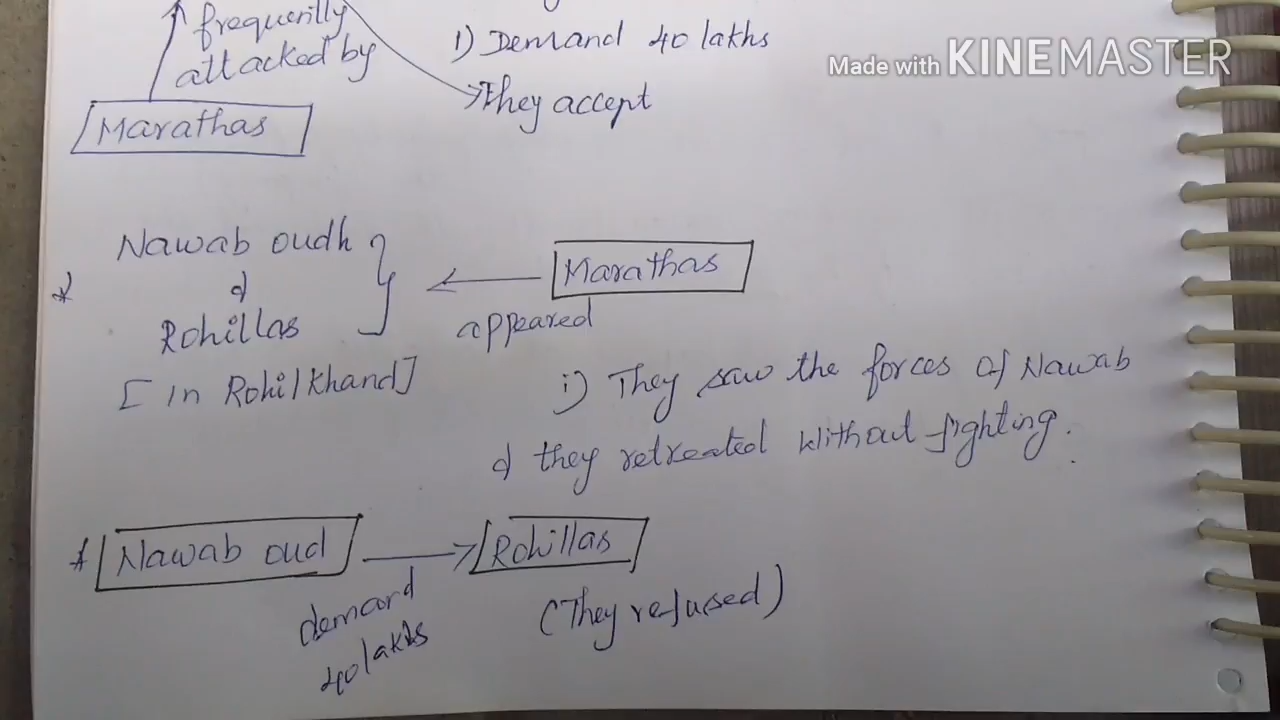 frequently
attacked by
1) Demand 40 lakhs
Made with KINEMASTER
They accept
Marathas
Nawab oudh
&
Rohillas
[in Rohilkhand]
Marathas
appeared
i) They saw the forces of Nawab
& they retreated without fighting.
Nawab oud
Rohillas
demand
40 lakhs
(They refused)